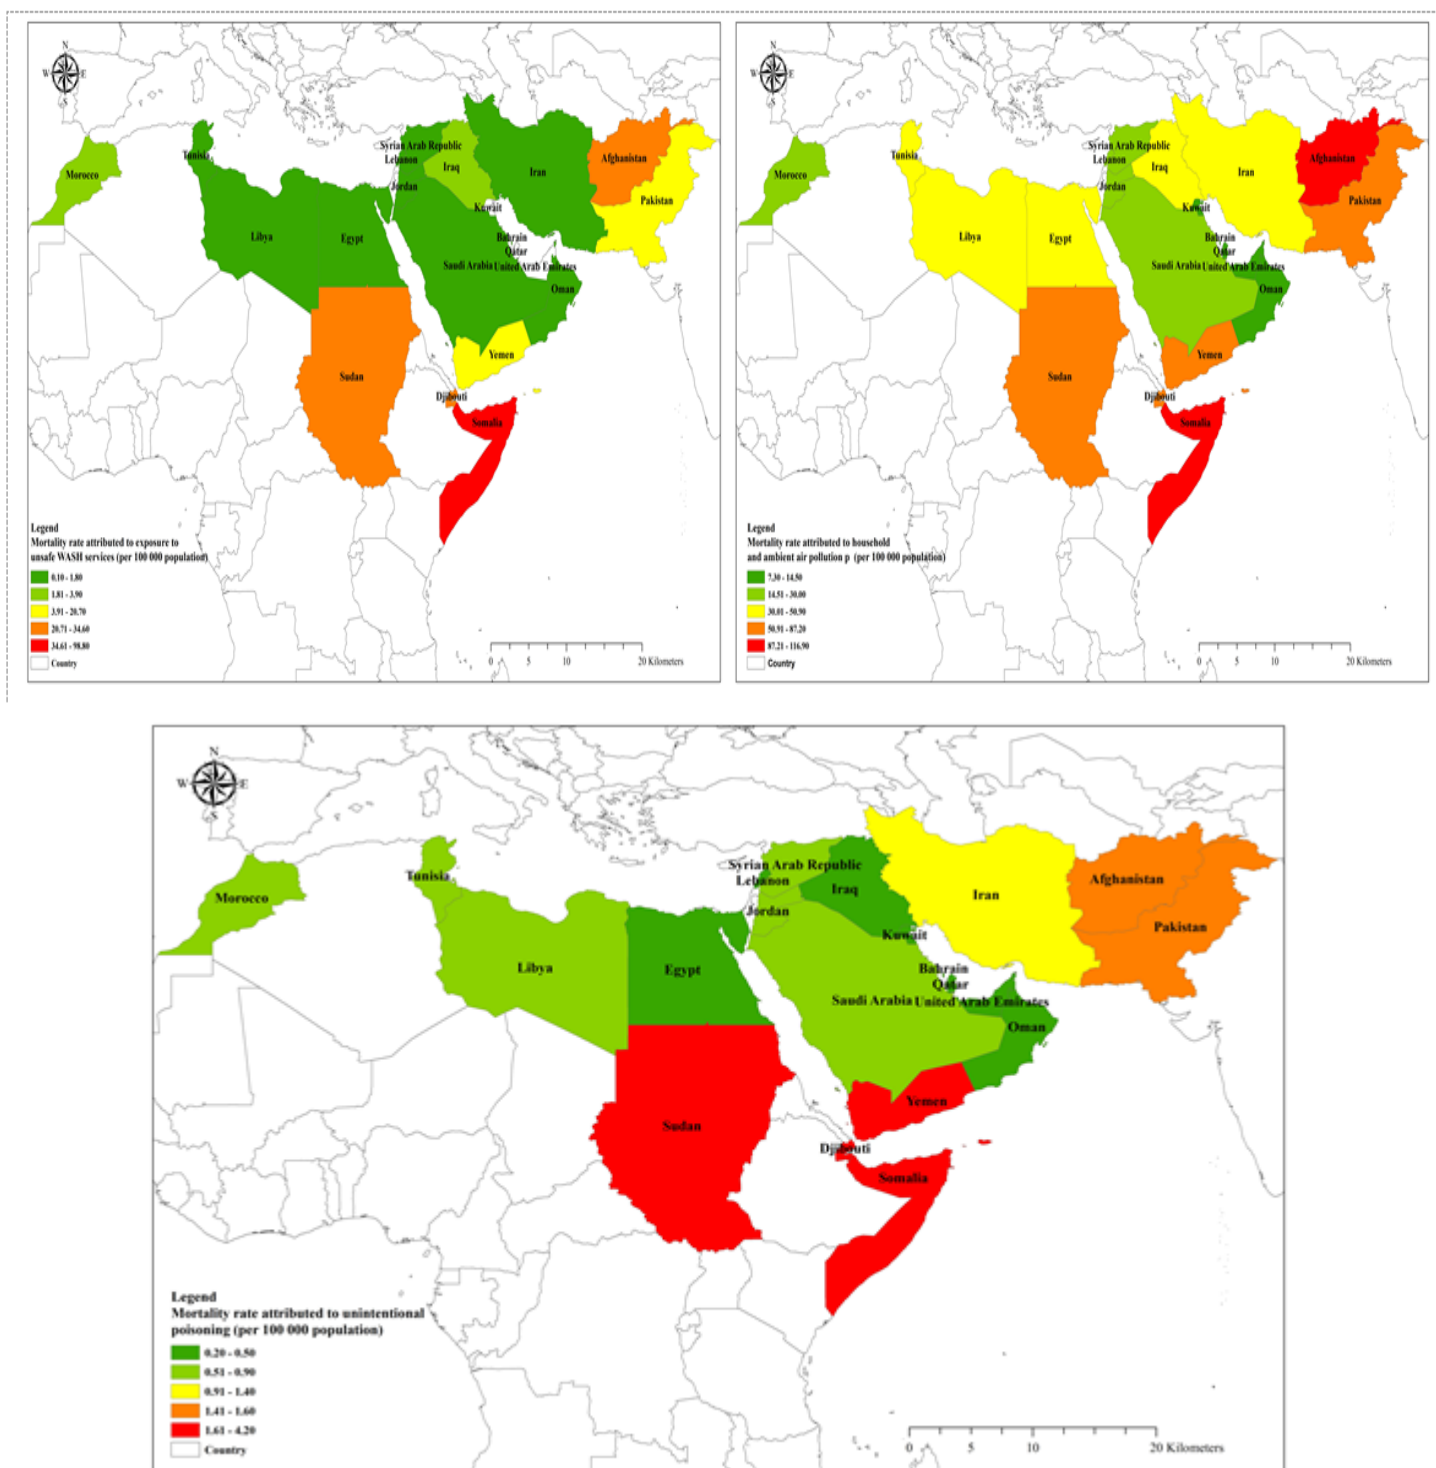 N
W E
S
Morocco
Tunisia
Libya
Egypt
Sudan
Syrian Arab Republic
Lebanon
Jordan
Iraq
Iran
Kuwait
Bahrain
Qatar
Saudi Arabia United Arab Emirates
Oman
Yemen
Djibouti
Somalia
Afghanistan
Pakistan
Legend
Mortality rate attributed to exposure to
unsafe WASH services (per 100 000 population)
0.10 - 1.80
1.81 - 3.90
3.91 - 20.70
20.71 - 34.60
34.61 - 98.80
Country
0 5 10 20 Kilometers
N
W E
S
Morocco
Tunisia
Libya
Egypt
Sudan
Syrian Arab Republic
Lebanon
Jordan
Iraq
Iran
Kuwait
Bahrain
Qatar
Saudi Arabia United Arab Emirates
Oman
Yemen
Djibouti
Somalia
Afghanistan
Pakistan
Legend
Mortality rate attributed to household
and ambient air pollution p (per 100 000 population)
7.30 - 14.50
14.51 - 30.00
30.01 - 50.90
50.91 - 87.20
87.21 - 116.90
Country
0 5 10 20 Kilometers
N
W E
S
Morocco
Tunisia
Libya
Egypt
Sudan
Syrian Arab Republic
Lebanon
Jordan
Iraq
Iran
Kuwait
Bahrain
Qatar
Saudi Arabia United Arab Emirates
Oman
Yemen
Djibouti
Somalia
Afghanistan
Pakistan
Legend
Mortality rate attributed to unintentional
poisoning (per 100 000 population)
0.20 - 0.50
0.51 - 0.90
0.91 - 1.40
1.41 - 1.60
1.61 - 4.20
Country
0 5 10 20 Kilometers